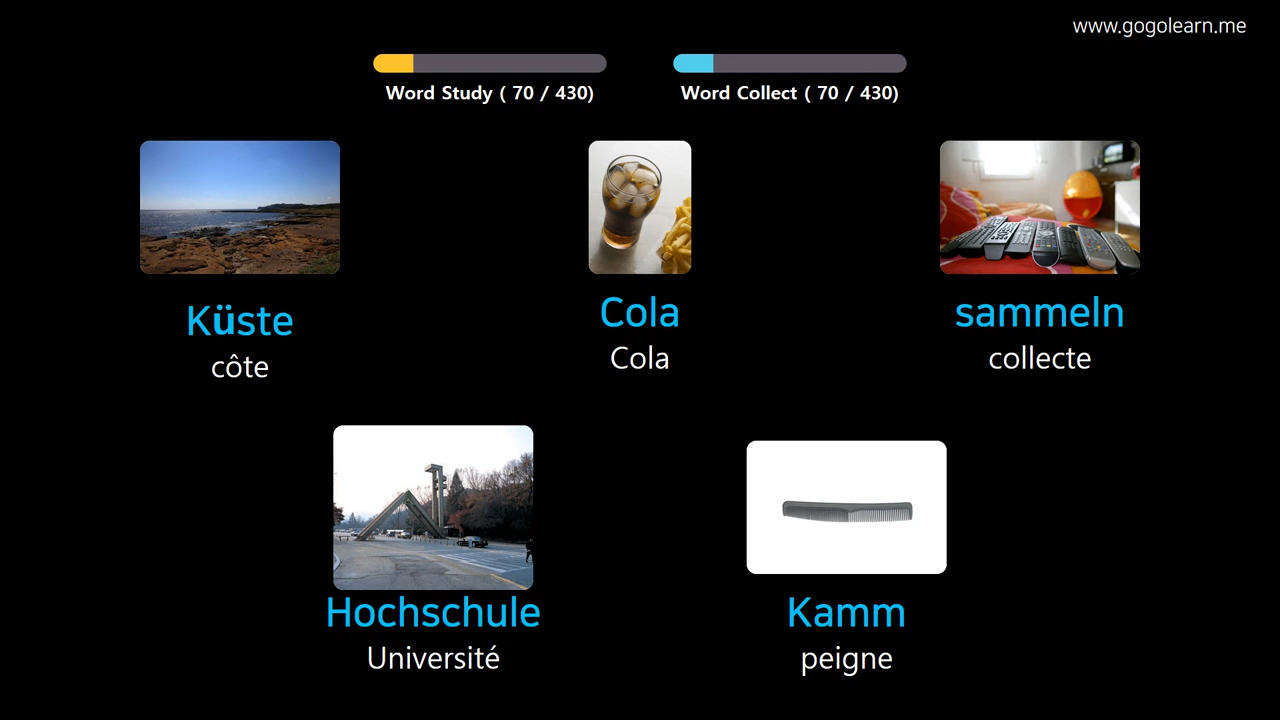 www.gogolearn.me
Word Study ( 70 / 430)
Word Collect ( 70 / 430)
Küste
côte
Cola
Cola
sammeln
collecte
Hochschule
Université
Kamm
peigne